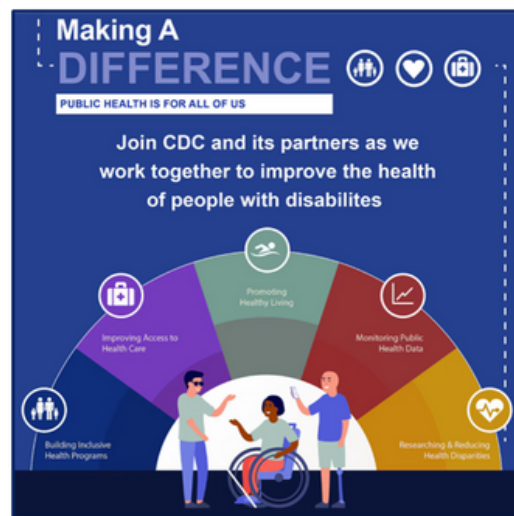 Making A
DIFFERENCE
PUBLIC HEALTH IS FOR ALL OF US
Join CDC and its partners as we
work together to improve the health
of people with disabilites
Promoting
Healthy Living
Improving Access to
Health Care
Monitoring Public
Health Data
Building Inclusive
Health Programs
Researching & Reducing
Health Disparities